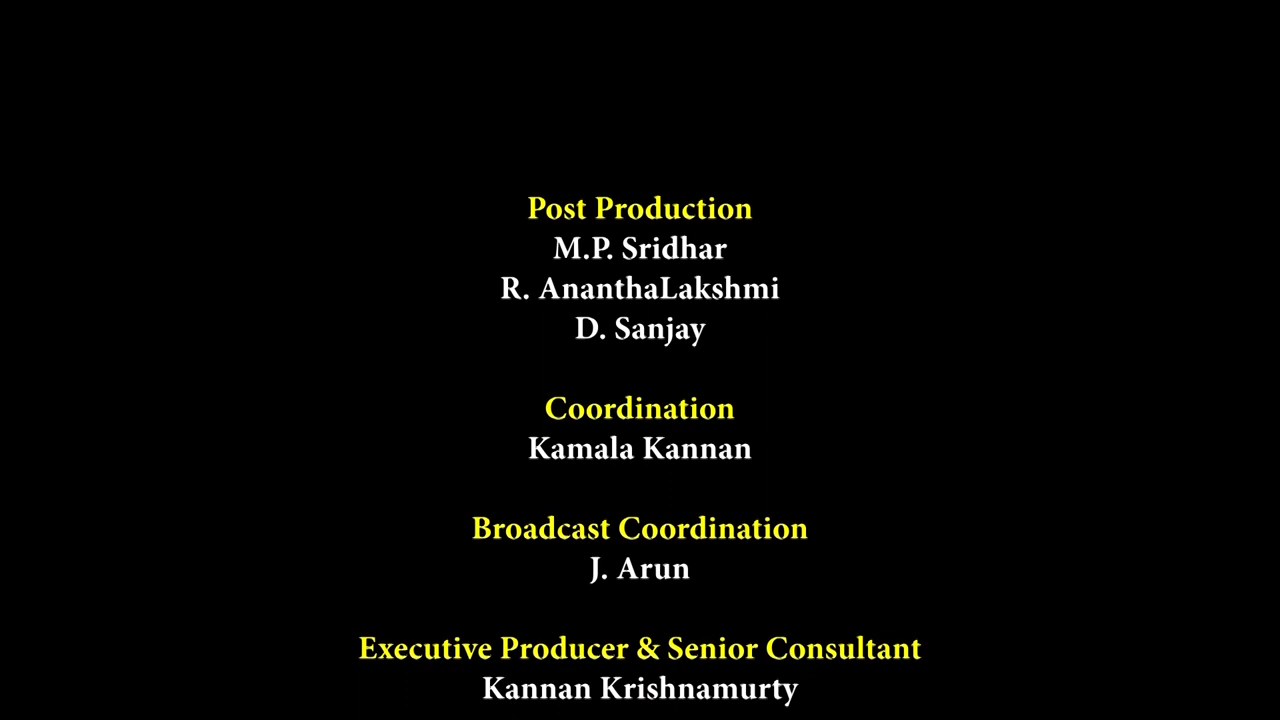 Post Production
M.P. Sridhar
R. AnanthaLakshmi
D. Sanjay
Coordination
Kamala Kannan
Broadcast Coordination
J. Arun
Executive Producer & Senior Consultant
Kannan Krishnamurty